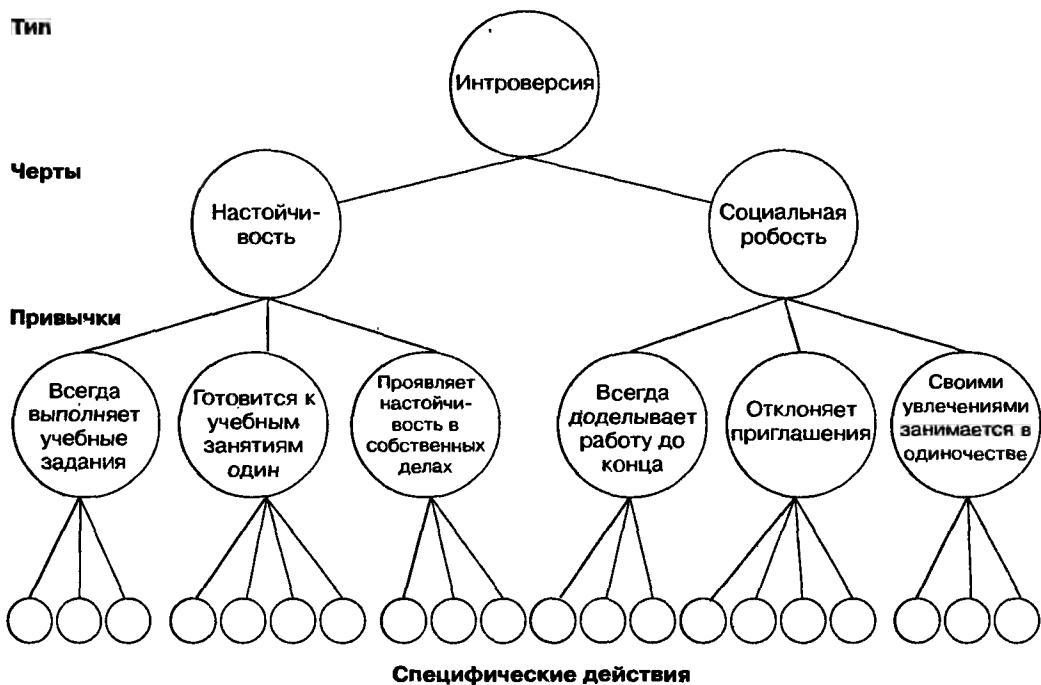 Тип
Интроверсия
Черты
Настойчи-
вость
Социальная
робость
Привычки
Всегда
выполняет
учебные
задания
Готовится к
учебным
занятиям
один
Проявляет
настойчи-
вость в
собственных
делах
Всегда
доделывает
работу до
конца
Отклоняет
приглашения
Своими
увлечениями
занимается в
одиночестве
Специфические действия